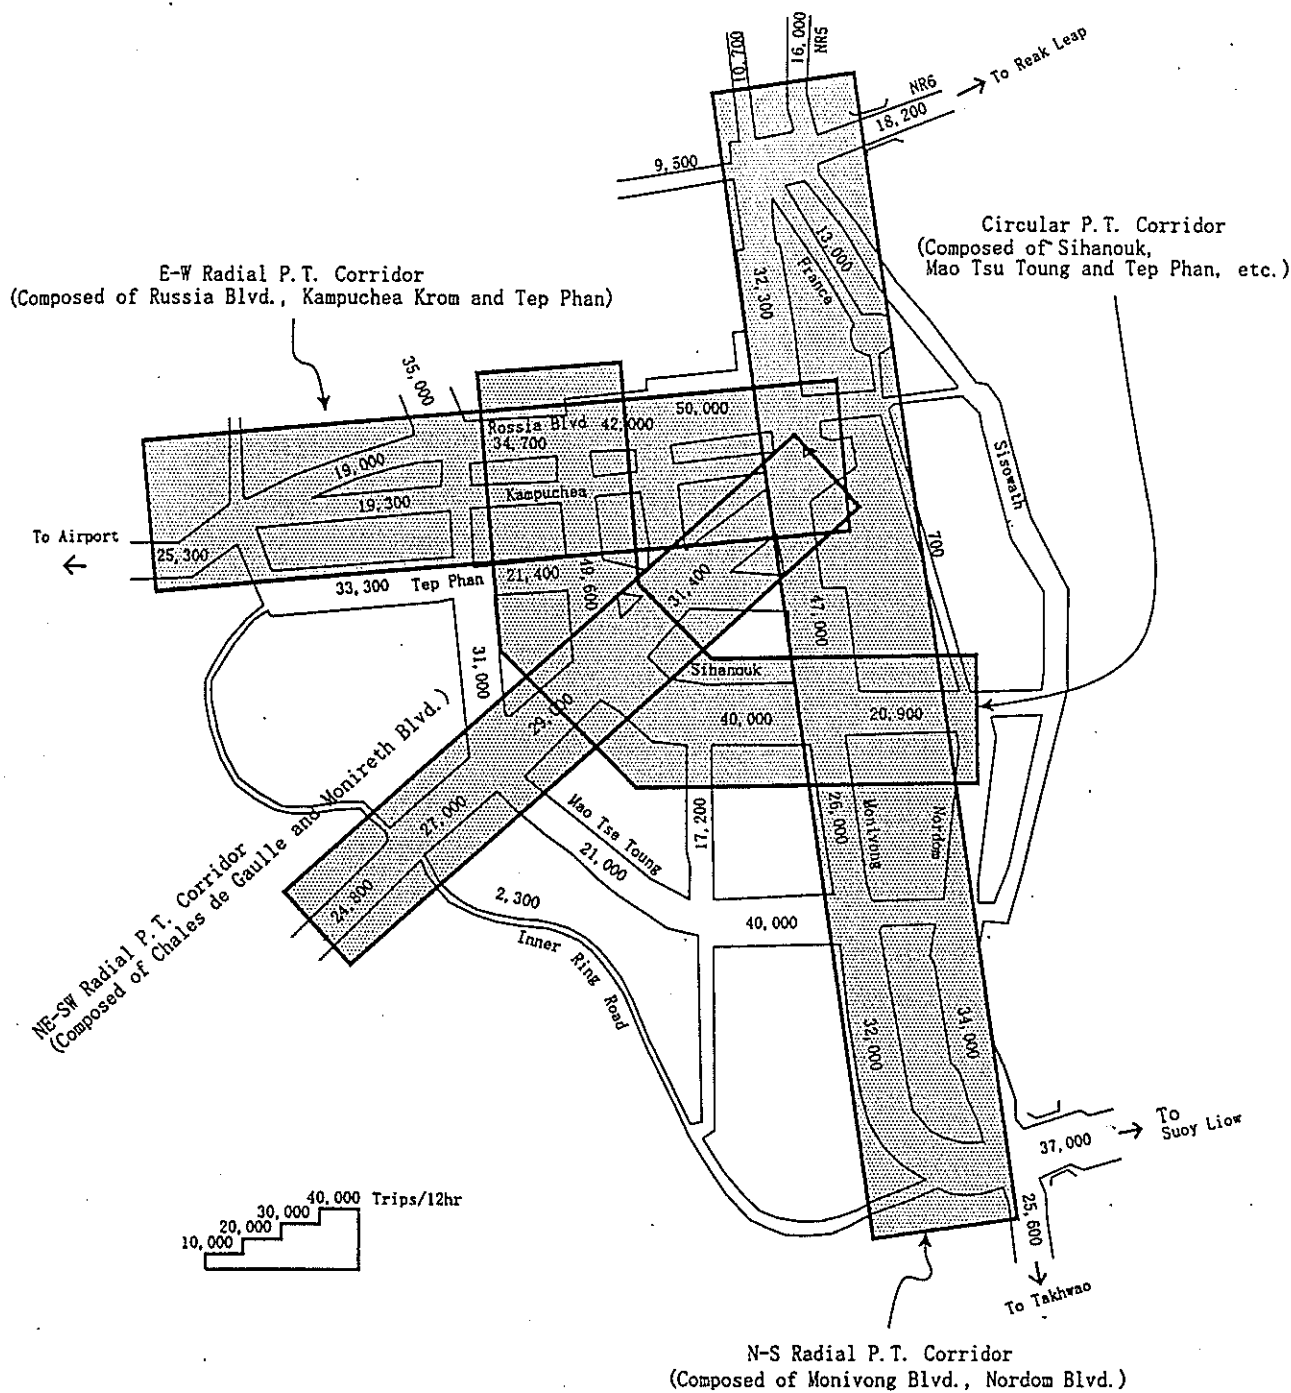 10,700
16,000
NR5
To Reak Leap
NR6
18,200
9,500
Circular P.T. Corridor
(Composed of Sihanouk,
Mao Tsu Toung and Tep Phan, etc.)
E-W Radial P.T. Corridor
(Composed of Russia Blvd., Kampuchea Krom and Tep Phan)
13,000
France
32,300
35,000
50,000
Rossia Blvd
42,000
34,700
Sisowath
19,000
Kampuchea
19,300
To Airport
25,300
700
33,300
Tep Phan
21,400
49,600
31,400
47,000
31,000
Sihanouk
29,000
40,000
20,900
NE-SW Radial P.T. Corridor
(Composed of Chales de Gaulle and Monireth Blvd.)
27,000
Mao Tse Toung
17,200
26,000
Monivong
Nordom
21,000
24,800
2,300
40,000
Inner Ring Road
32,000
34,000
To
Suoy Liow
37,000
25,600
To Takhwao
40,000 Trips/12hr
30,000
20,000
10,000
N-S Radial P.T. Corridor
(Composed of Monivong Blvd., Nordom Blvd.)